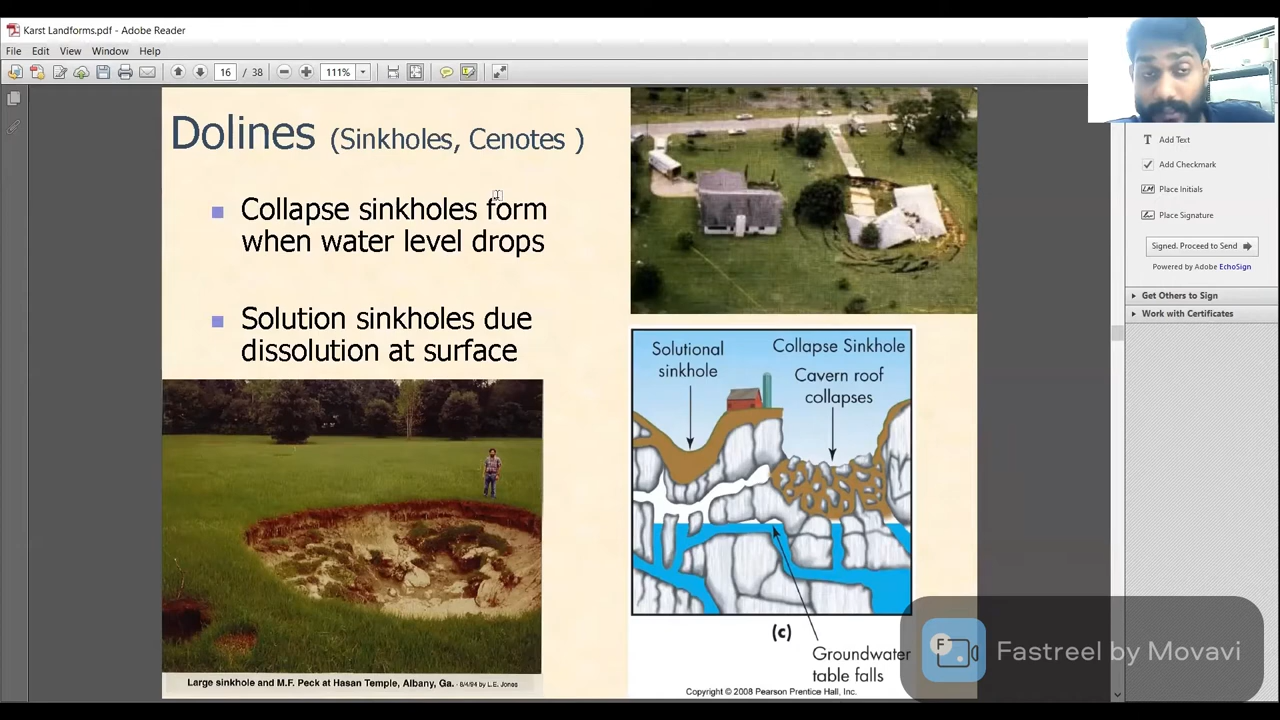 Karst Landforms.pdf - Adobe Reader
File Edit View Window Help
16 / 38 111%
Dolines (Sinkholes, Cenotes )
Collapse sinkholes form
when water level drops
Solution sinkholes due
dissolution at surface
Large sinkhole and M.F. Peck at Hasan Temple, Albany, Ga. - 8/4/94 by L.E. Jones
Solutional
sinkhole
Collapse Sinkhole
Cavern roof
collapses
(c)
Groundwater
table falls
Copyright © 2008 Pearson Prentice Hall, Inc.
T Add Text
Add Checkmark
Place Initials
Place Signature
Signed. Proceed to Send
Powered by Adobe EchoSign
Get Others to Sign
Work with Certificates
F
Fastreel by Movavi